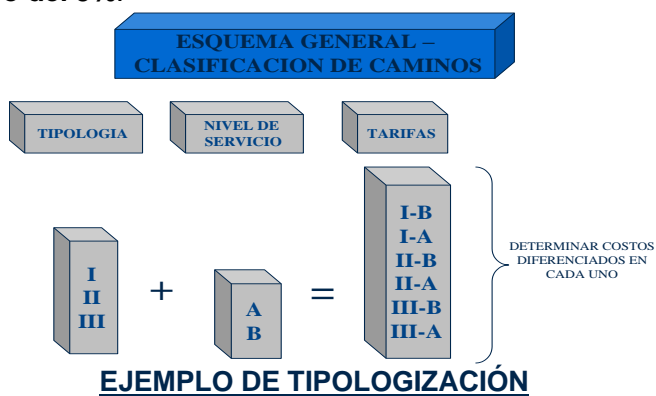 ESQUEMA GENERAL –
CLASIFICACION DE CAMINOS
TIPOLOGIA
NIVEL DE
SERVICIO
TARIFAS
I
II
III
+
A
B
=
I-B
I-A
II-B
II-A
III-B
III-A
DETERMINAR COSTOS
DIFERENCIADOS EN
CADA UNO
EJEMPLO DE TIPOLOGIZACIÓN